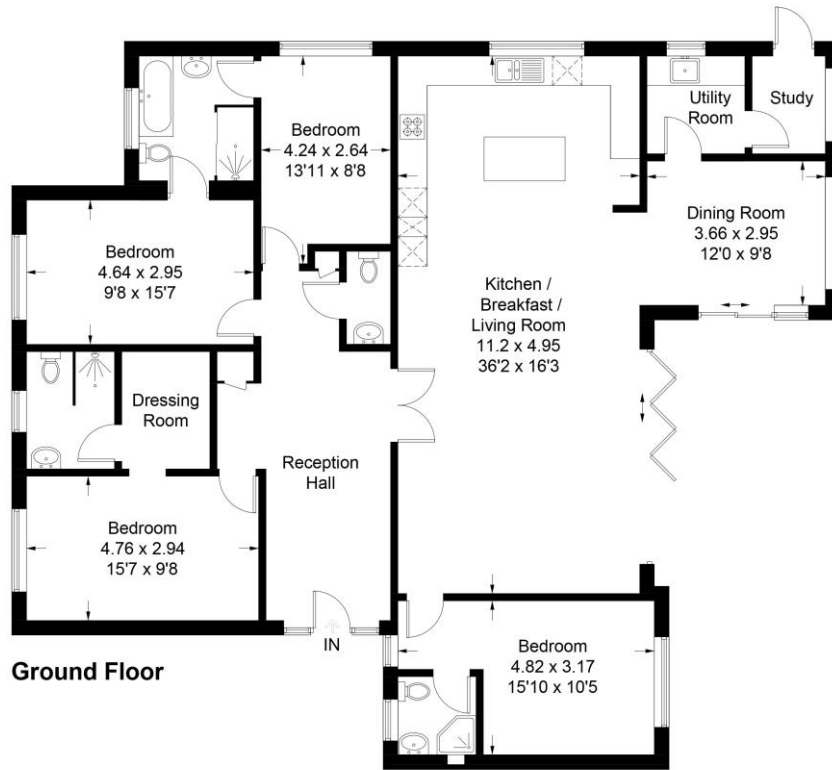 Bedroom
4.24 x 2.64
13'11 x 8'8
Utility
Room
Study
Bedroom
4.64 x 2.95
9'8 x 15'7
Dining Room
3.66 x 2.95
12'0 x 9'8
Kitchen /
Breakfast /
Living Room
11.2 x 4.95
36'2 x 16'3
Dressing
Room
Reception
Hall
Bedroom
4.76 x 2.94
15'7 x 9'8
IN
Bedroom
4.82 x 3.17
15'10 x 10'5
Ground Floor